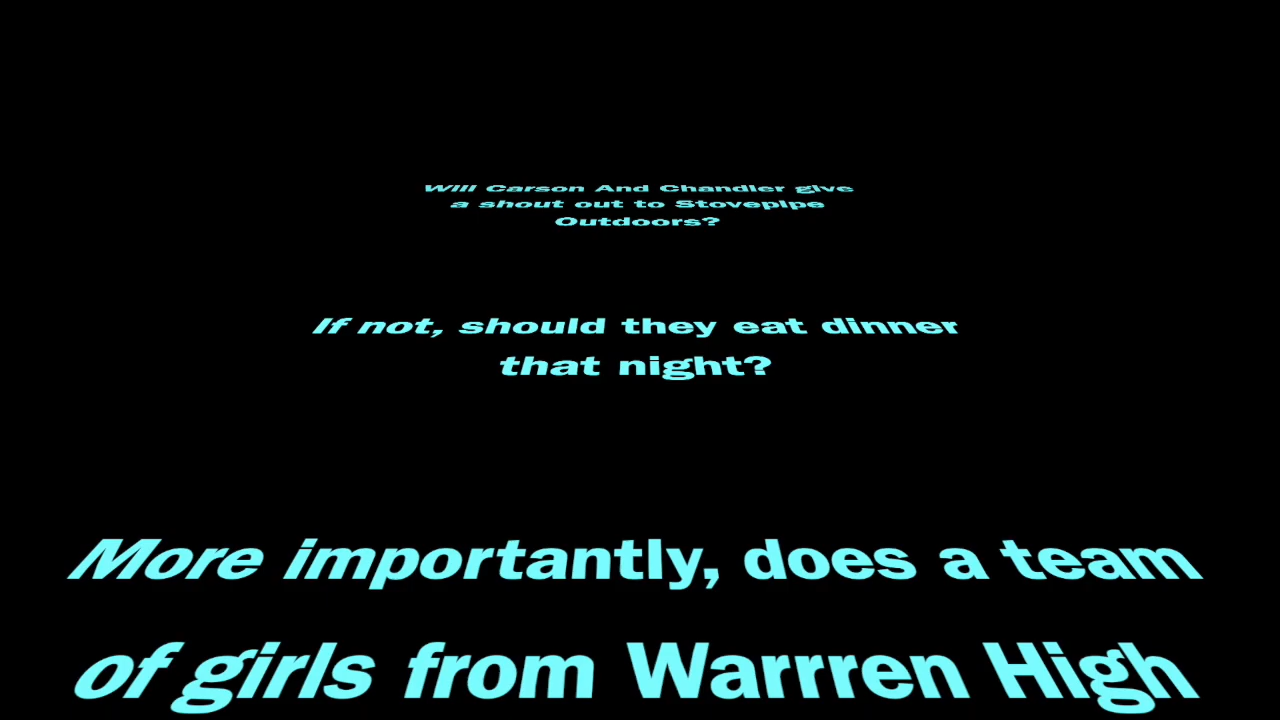 Will Carson And Chandler give
a shout out to Stovepipe
Outdoors?
If not, should they eat dinner
that night?
More importantly, does a team
of girls from Warrren High